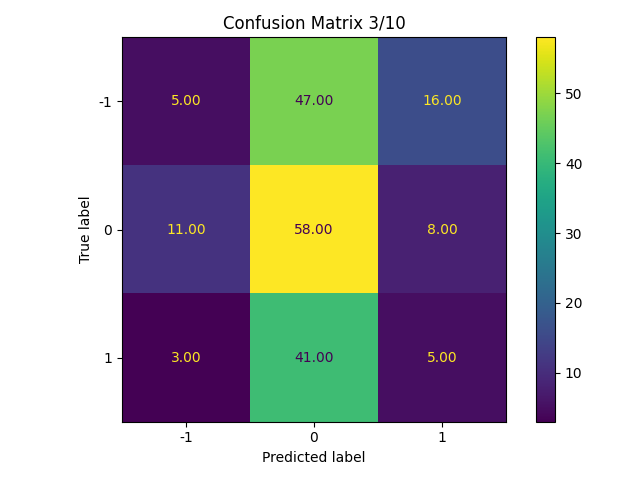 Confusion Matrix 3/10
True label
-1 5.00 47.00 16.00
0 11.00 58.00 8.00
1 3.00 41.00 5.00
-1 0 1
Predicted label
50
40
30
20
10